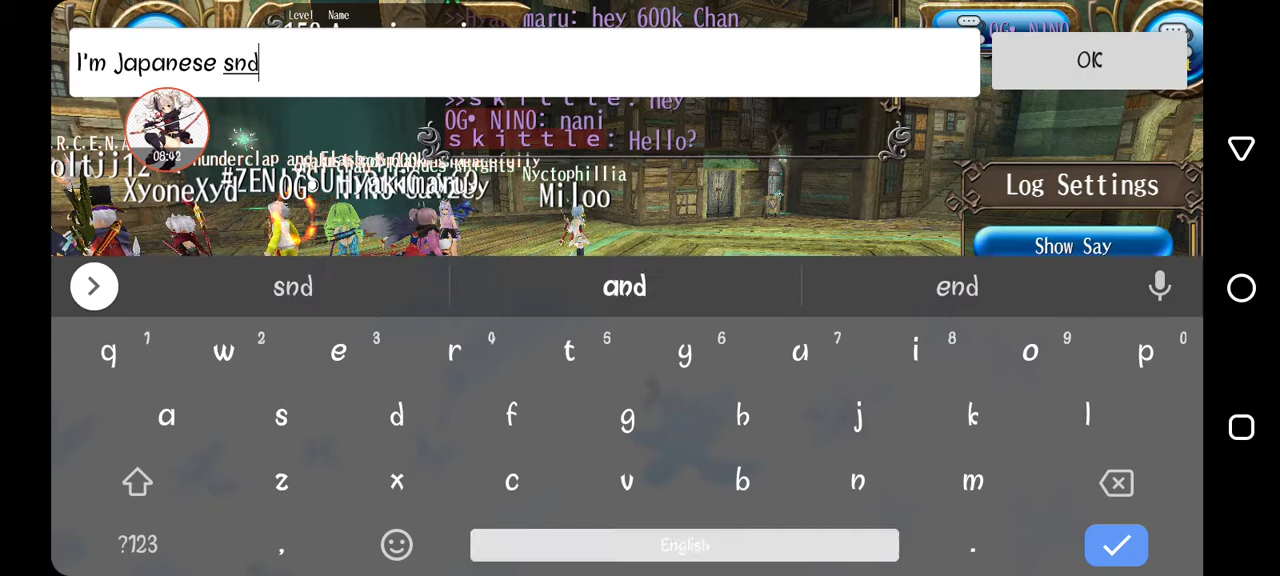 Level Name
maru: hey 600k Chan
OG• NINO
I'm Japanese snd
OK
>>skittle: hey
OG• NINO: nani
skittle: Hello?
08:42
Nyctophillia
XyoneXyd
Miloo
Log Settings
Show Say
snd and end
q 1 w 2 e 3 r 4 t 5 y 6 u 7 i 8 o 9 p 0
a s d f g h j k l
z x c v b n m
?123 , English .